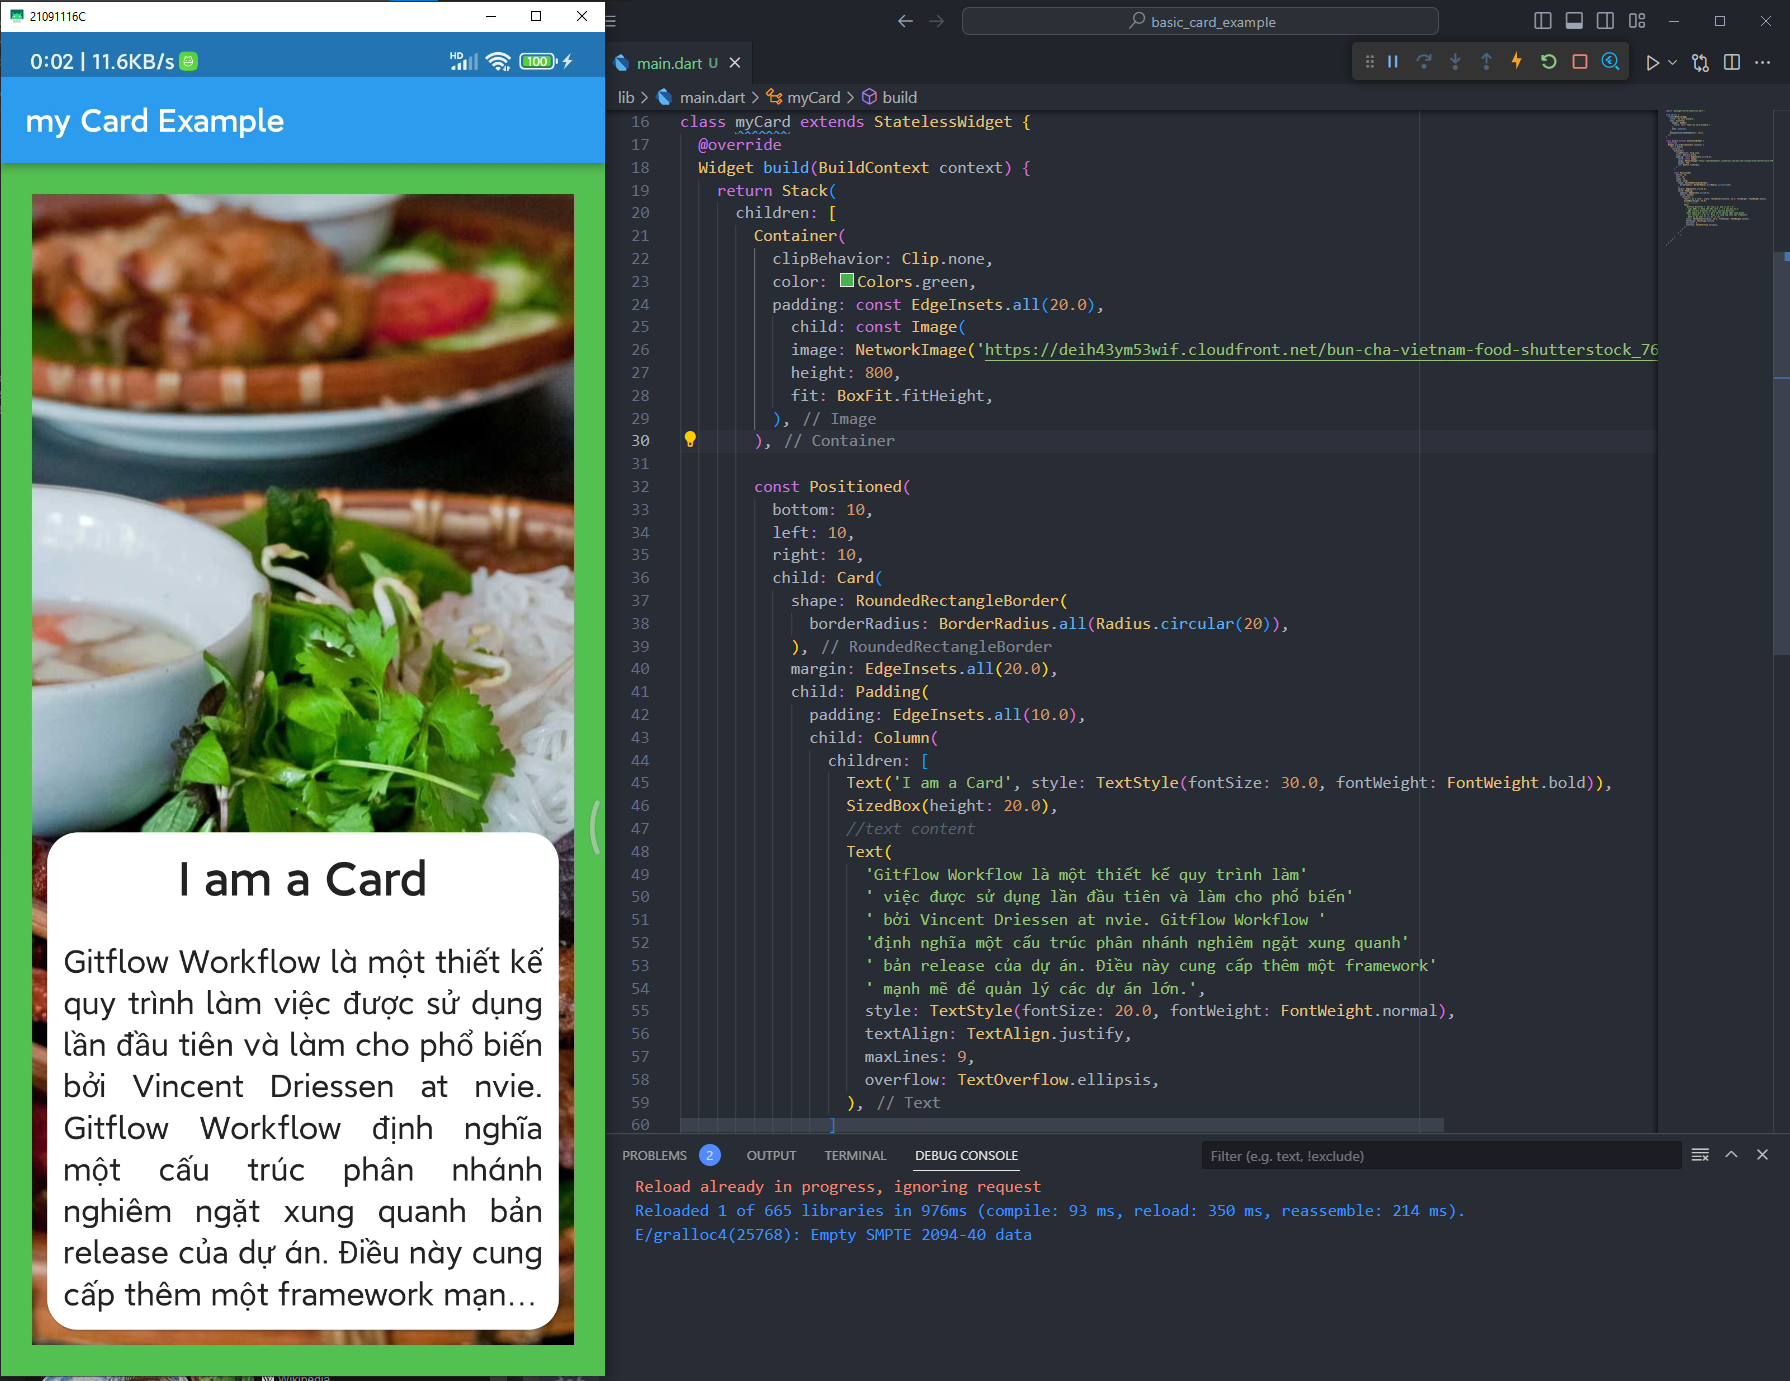 21091116C
0:02 | 11.6KB/s
HD
100
my Card Example
I am a Card
Gitflow Workflow là một thiết kế
quy trình làm việc được sử dụng
lần đầu tiên và làm cho phổ biến
bởi Vincent Driessen at nvie.
Gitflow Workflow định nghĩa
một cấu trúc phân nhánh
nghiêm ngặt xung quanh bản
release của dự án. Điều này cung
cấp thêm một framework mạn...
Wikipedia
basic_card_example
main.dart U
lib > main.dart > myCard > build
16 class myCard extends StatelessWidget {
17 @override
18 Widget build(BuildContext context) {
19 return Stack(
20 children: [
21 Container(
22 clipBehavior: Clip.none,
23 color: Colors.green,
24 padding: const EdgeInsets.all(20.0),
25 child: const Image(
26 image: NetworkImage('https://deih43ym53wif.cloudfront.net/bun-cha-vietnam-food-shutterstock_76
27 height: 800,
28 fit: BoxFit.fitHeight,
29 ), // Image
30 ), // Container
31
32 const Positioned(
33 bottom: 10,
34 left: 10,
35 right: 10,
36 child: Card(
37 shape: RoundedRectangleBorder(
38 borderRadius: BorderRadius.all(Radius.circular(20)),
39 ), // RoundedRectangleBorder
40 margin: EdgeInsets.all(20.0),
41 child: Padding(
42 padding: EdgeInsets.all(10.0),
43 child: Column(
44 children: [
45 Text('I am a Card', style: TextStyle(fontSize: 30.0, fontWeight: FontWeight.bold)),
46 SizedBox(height: 20.0),
47 //text content
48 Text(
49 'Gitflow Workflow là một thiết kế quy trình làm'
50 ' việc được sử dụng lần đầu tiên và làm cho phổ biến'
51 ' bởi Vincent Driessen at nvie. Gitflow Workflow '
52 'định nghĩa một cấu trúc phân nhánh nghiêm ngặt xung quanh'
53 ' bản release của dự án. Điều này cung cấp thêm một framework'
54 ' mạnh mẽ để quản lý các dự án lớn.',
55 style: TextStyle(fontSize: 20.0, fontWeight: FontWeight.normal),
56 textAlign: TextAlign.justify,
57 maxLines: 9,
58 overflow: TextOverflow.ellipsis,
59 ), // Text
60 ]
PROBLEMS 2 OUTPUT TERMINAL DEBUG CONSOLE Filter (e.g. text, !exclude)
Reload already in progress, ignoring request
Reloaded 1 of 665 libraries in 976ms (compile: 93 ms, reload: 350 ms, reassemble: 214 ms).
E/gralloc4(25768): Empty SMPTE 2094-40 data